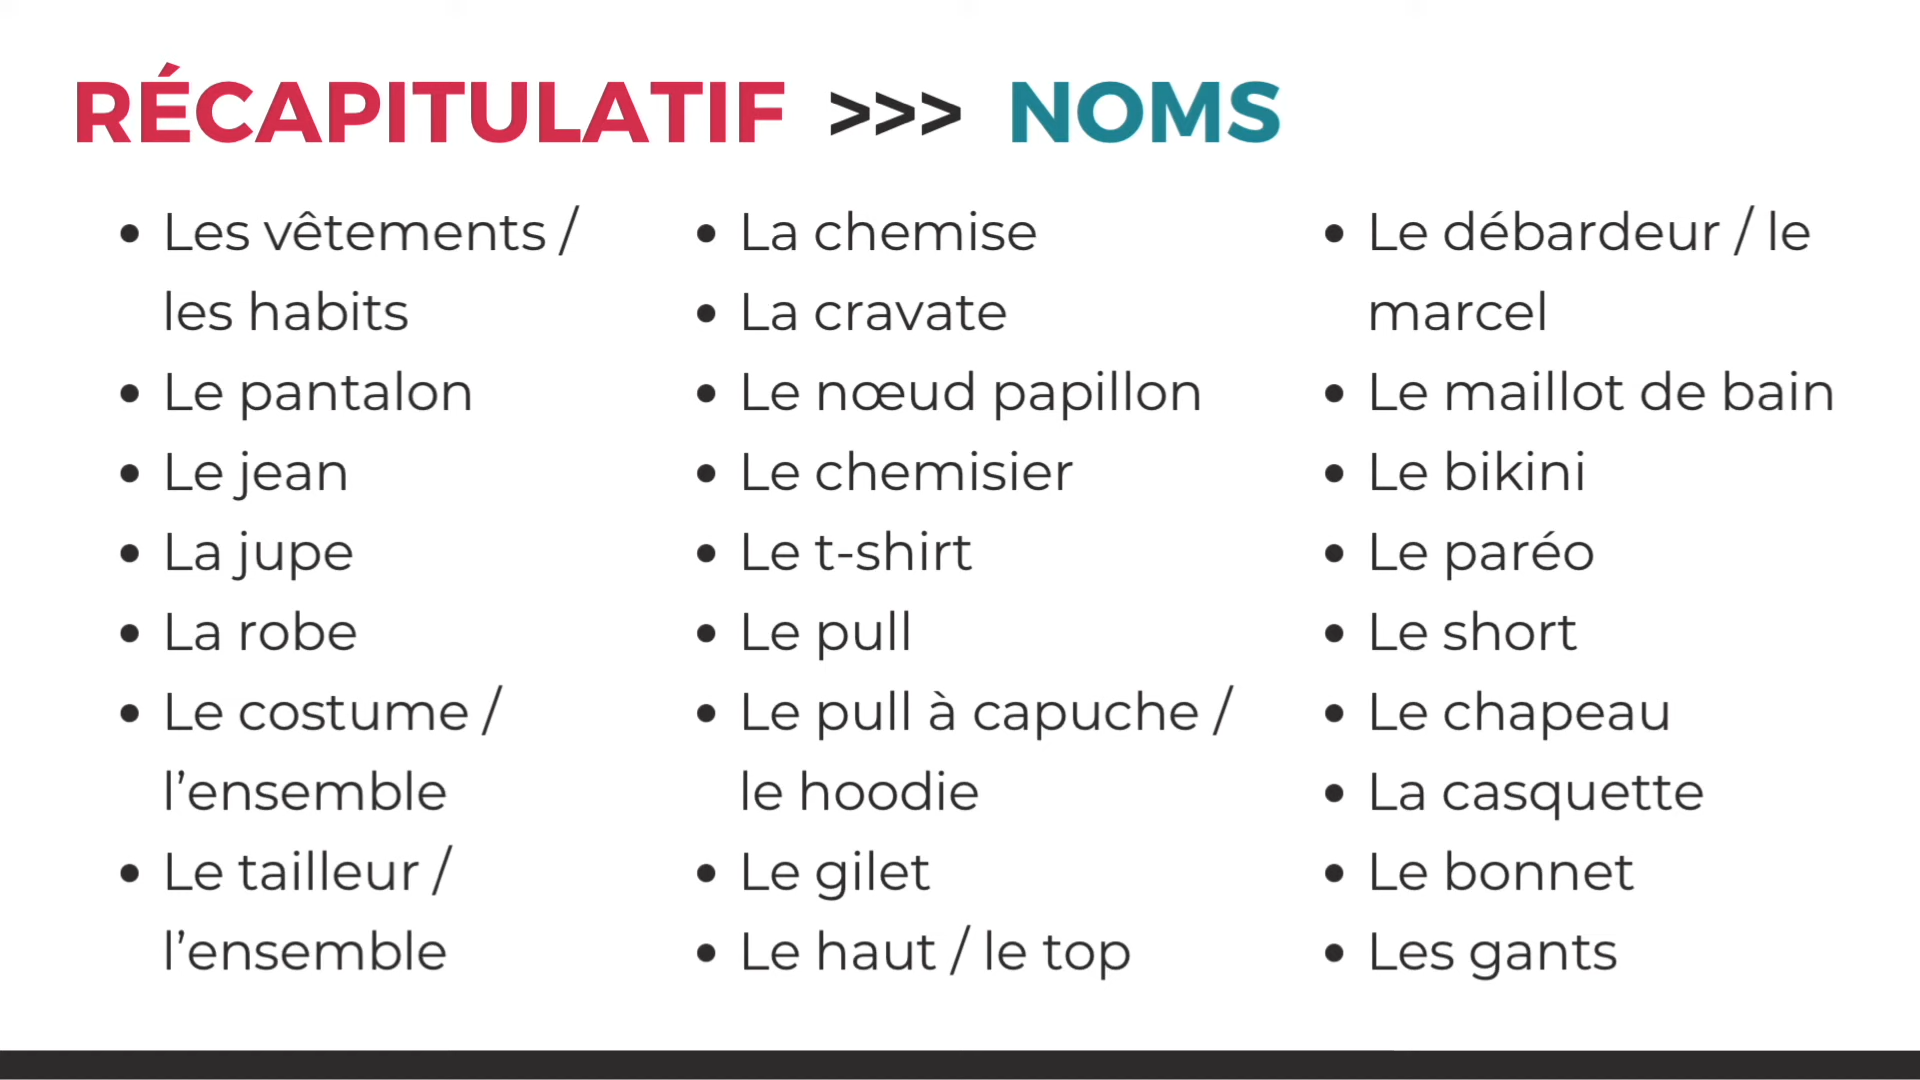 RÉCAPITULATIF >>> NOMS
• Les vêtements /
les habits
• Le pantalon
• Le jean
• La jupe
• La robe
• Le costume /
l’ensemble
• Le tailleur /
l’ensemble
• La chemise
• La cravate
• Le nœud papillon
• Le chemisier
• Le t-shirt
• Le pull
• Le pull à capuche /
le hoodie
• Le gilet
• Le haut / le top
• Le débardeur / le
marcel
• Le maillot de bain
• Le bikini
• Le paréo
• Le short
• Le chapeau
• La casquette
• Le bonnet
• Les gants